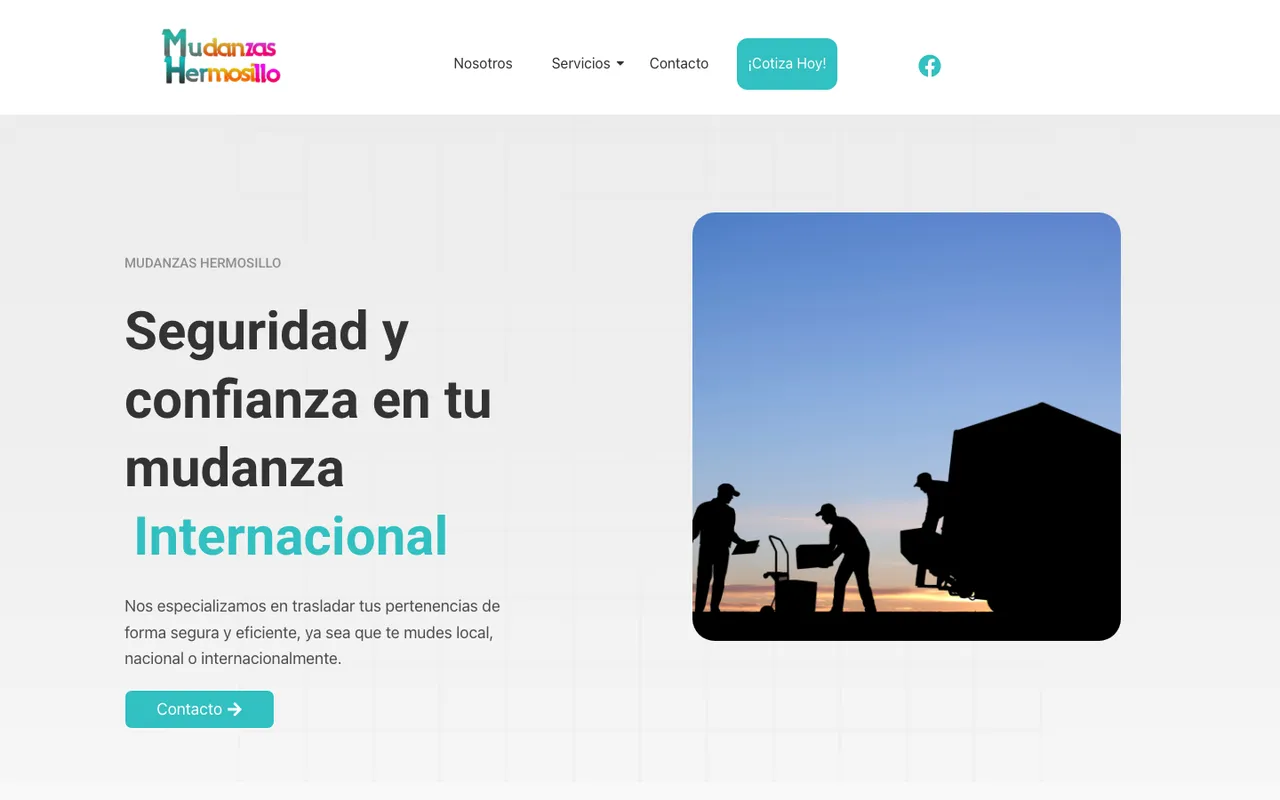 Mudanzas
Hermosillo
Nosotros
Servicios
Contacto
¡Cotiza Hoy!
MUDANZAS HERMOSILLO
Seguridad y
confianza en tu
mudanza
Internacional
Nos especializamos en trasladar tus pertenencias de
forma segura y eficiente, ya sea que te mudes local,
nacional o internacionalmente.
Contacto